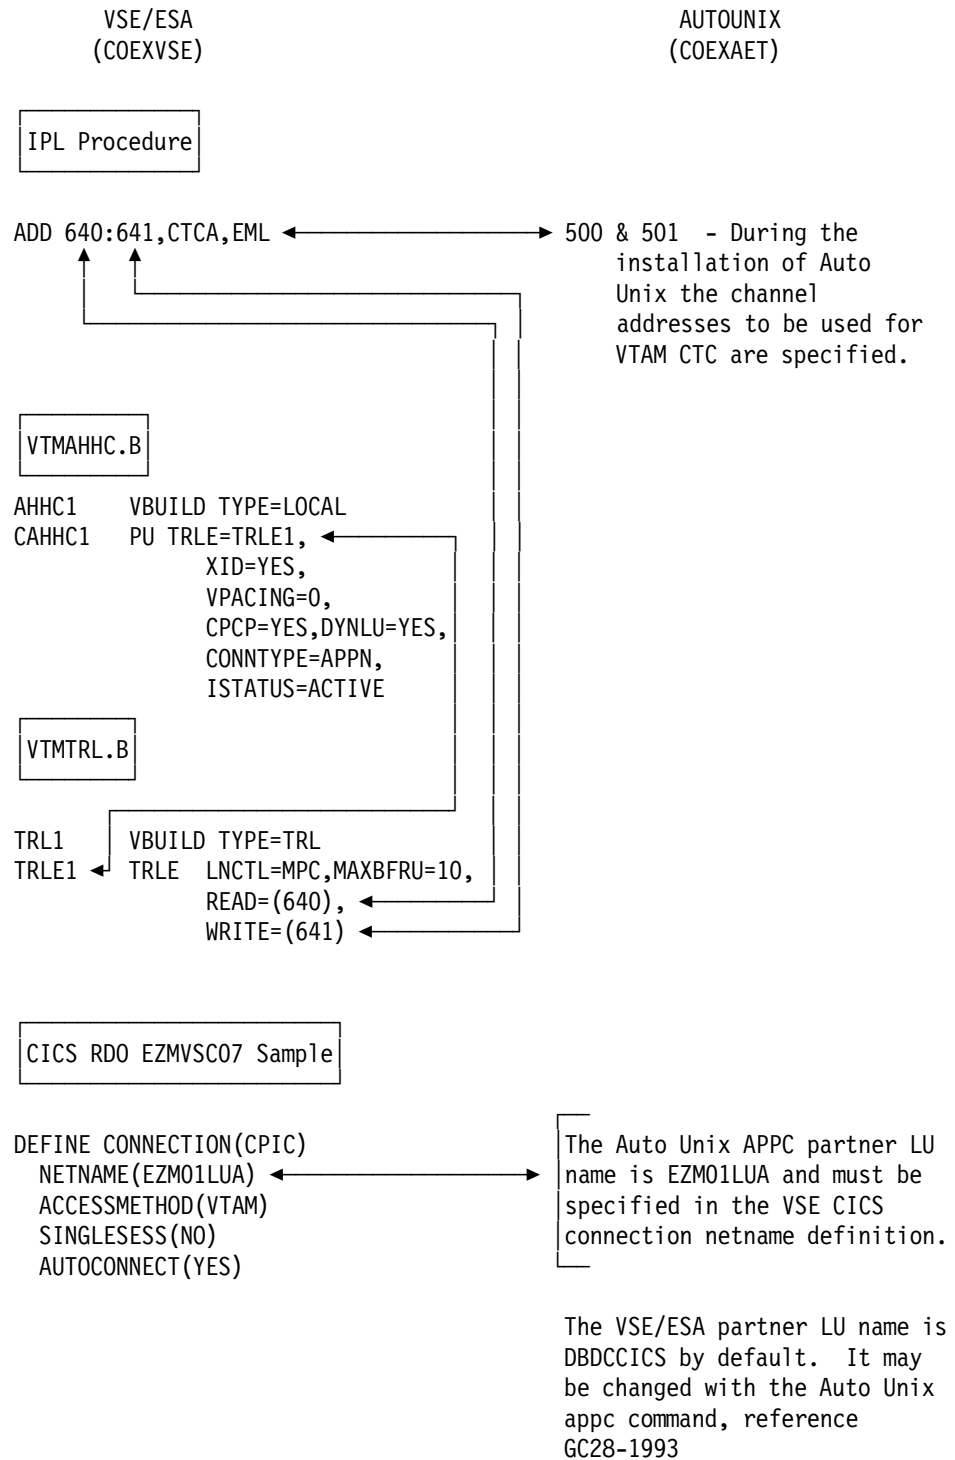 VSE/ESA AUTOUNIX
(COEXVSE) (COEXAET)
IPL Procedure
ADD 640:641,CTCA,EML 500 & 501 - During the
installation of Auto
Unix the channel
addresses to be used for
VTAM CTC are specified.
VTMAHHC.B
AHHC1 VBUILD TYPE=LOCAL
CAHHC1 PU TRLE=TRLE1,
XID=YES,
VPACING=0,
CPCP=YES,DYNLU=YES,
CONNTYPE=APPN,
ISTATUS=ACTIVE
VTMTRL.B
TRL1 VBUILD TYPE=TRL
TRLE1 TRLE LNCTL=MPC,MAXBFRU=10,
READ=(640),
WRITE=(641)
CICS RDO EZMVSC07 Sample
DEFINE CONNECTION(CPIC)
NETNAME(EZM01LUA)
ACCESSMETHOD(VTAM)
SINGLESESS(NO)
AUTOCONNECT(YES)
The Auto Unix APPC partner LU
name is EZM01LUA and must be
specified in the VSE CICS
connection netname definition.
The VSE/ESA partner LU name is
DBDCCICS by default. It may
be changed with the Auto Unix
appc command, reference
GC28-1993